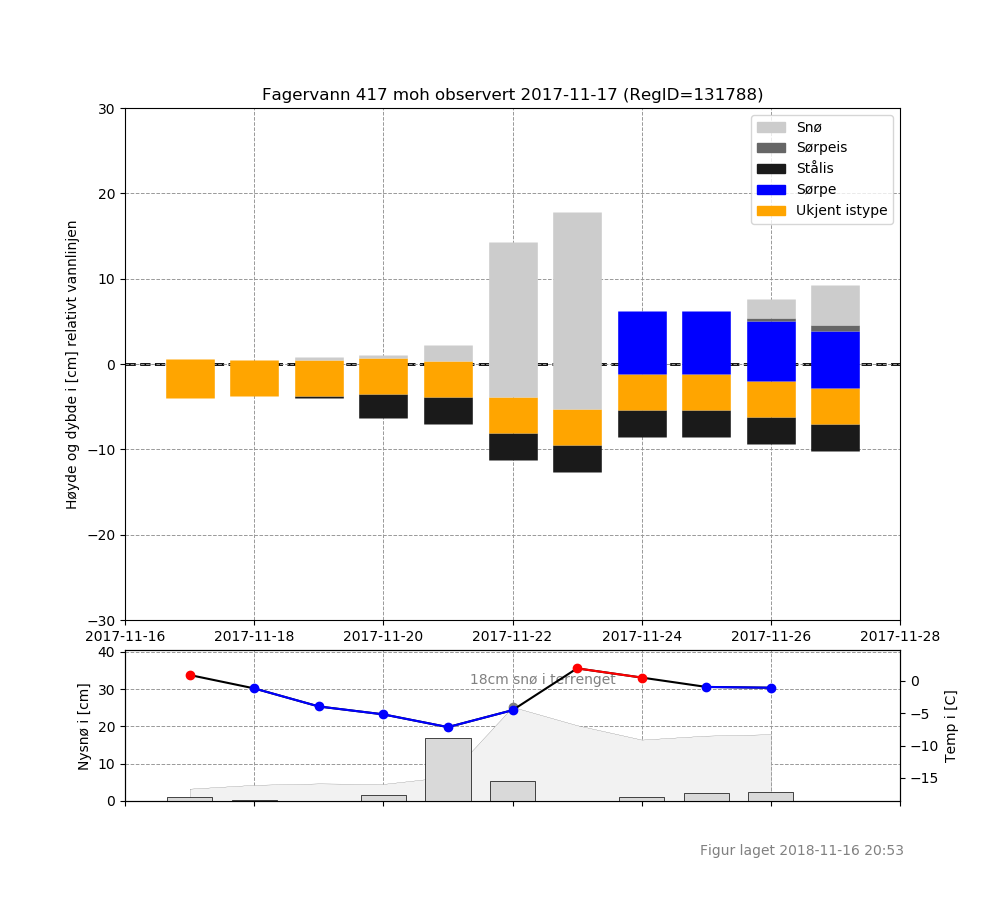 Fagervann 417 moh observert 2017-11-17 (RegID=131788)
Høyde og dybde i [cm] relativt vannlinjen
30
20
10
0
−10
−20
−30
Snø
Sørpeis
Stålis
Sørpe
Ukjent istype
2017-11-16 2017-11-18 2017-11-20 2017-11-22 2017-11-24 2017-11-26 2017-11-28
Nysnø i [cm]
40
30
20
10
0
18cm snø i terrenget
0
−5
−10
−15
Temp i [C]
Figur laget 2018-11-16 20:53